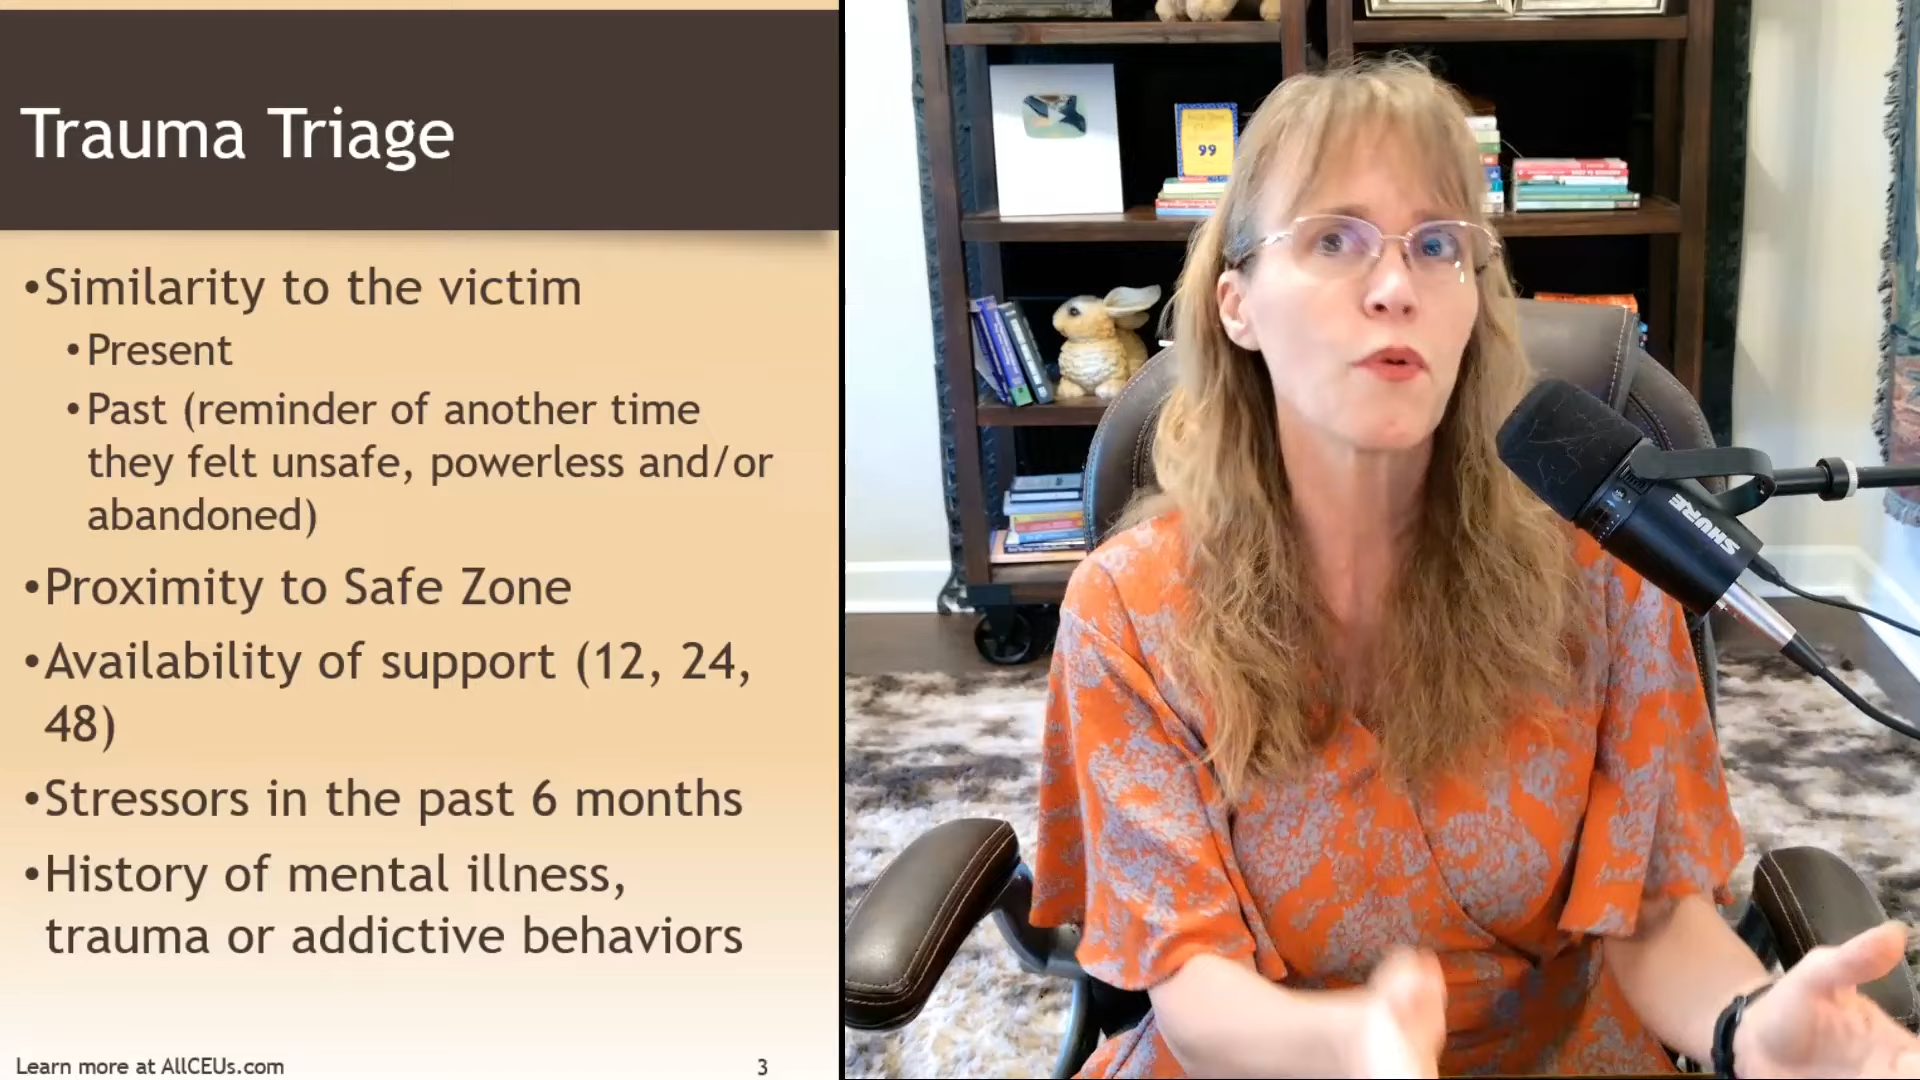 Trauma Triage
•Similarity to the victim
•Present
•Past (reminder of another time
they felt unsafe, powerless and/or
abandoned)
•Proximity to Safe Zone
•Availability of support (12, 24,
48)
•Stressors in the past 6 months
•History of mental illness,
trauma or addictive behaviors
Learn more at AllCEUs.com
3
99
SHURE